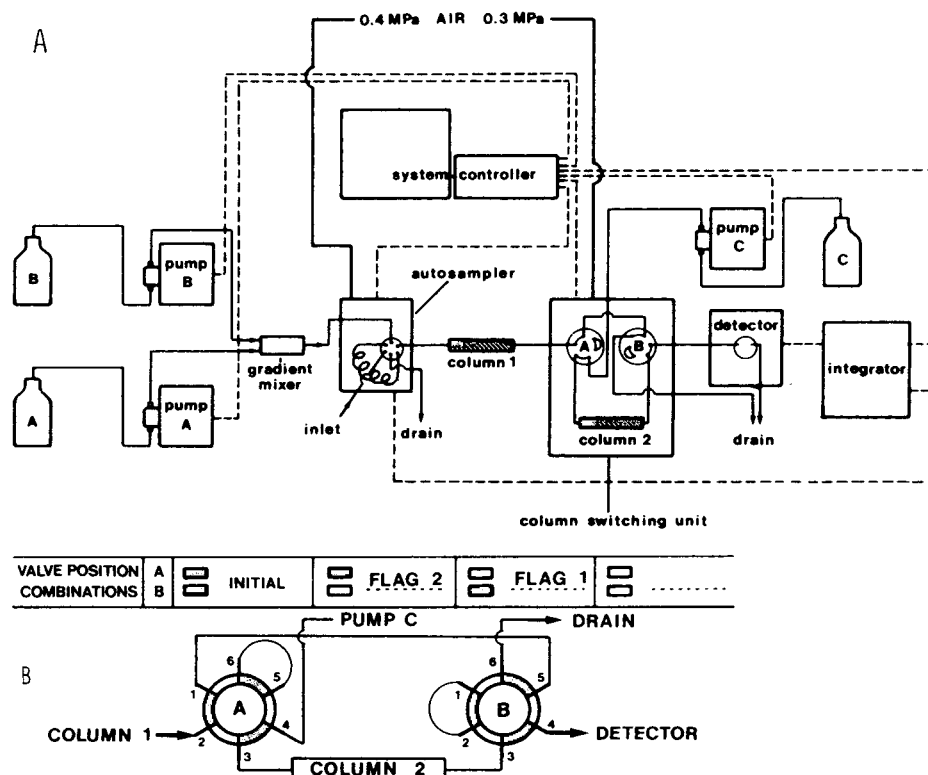 A
0.4 MPa AIR 0.3 MPa
system controller
B
pump B
pump C
C
autosampler
gradient mixer
column 1
A
B
detector
integrator
A
pump A
inlet
drain
column 2
drain
column switching unit
VALVE POSITION A INITIAL FLAG 2 FLAG 1
COMBINATIONS B
B
PUMP C
DRAIN
6 5 1 A 4 2 3
6 5 1 B 4 2 3
COLUMN 1
DETECTOR
COLUMN 2